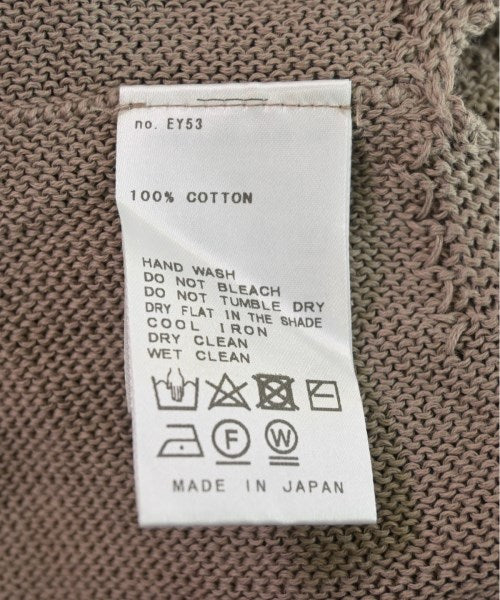 no. EY53
100% COTTON
HAND WASH
DO NOT BLEACH
DO NOT TUMBLE DRY
DRY FLAT IN THE SHADE
COOL IRON
DRY CLEAN
WET CLEAN
F W
MADE IN JAPAN